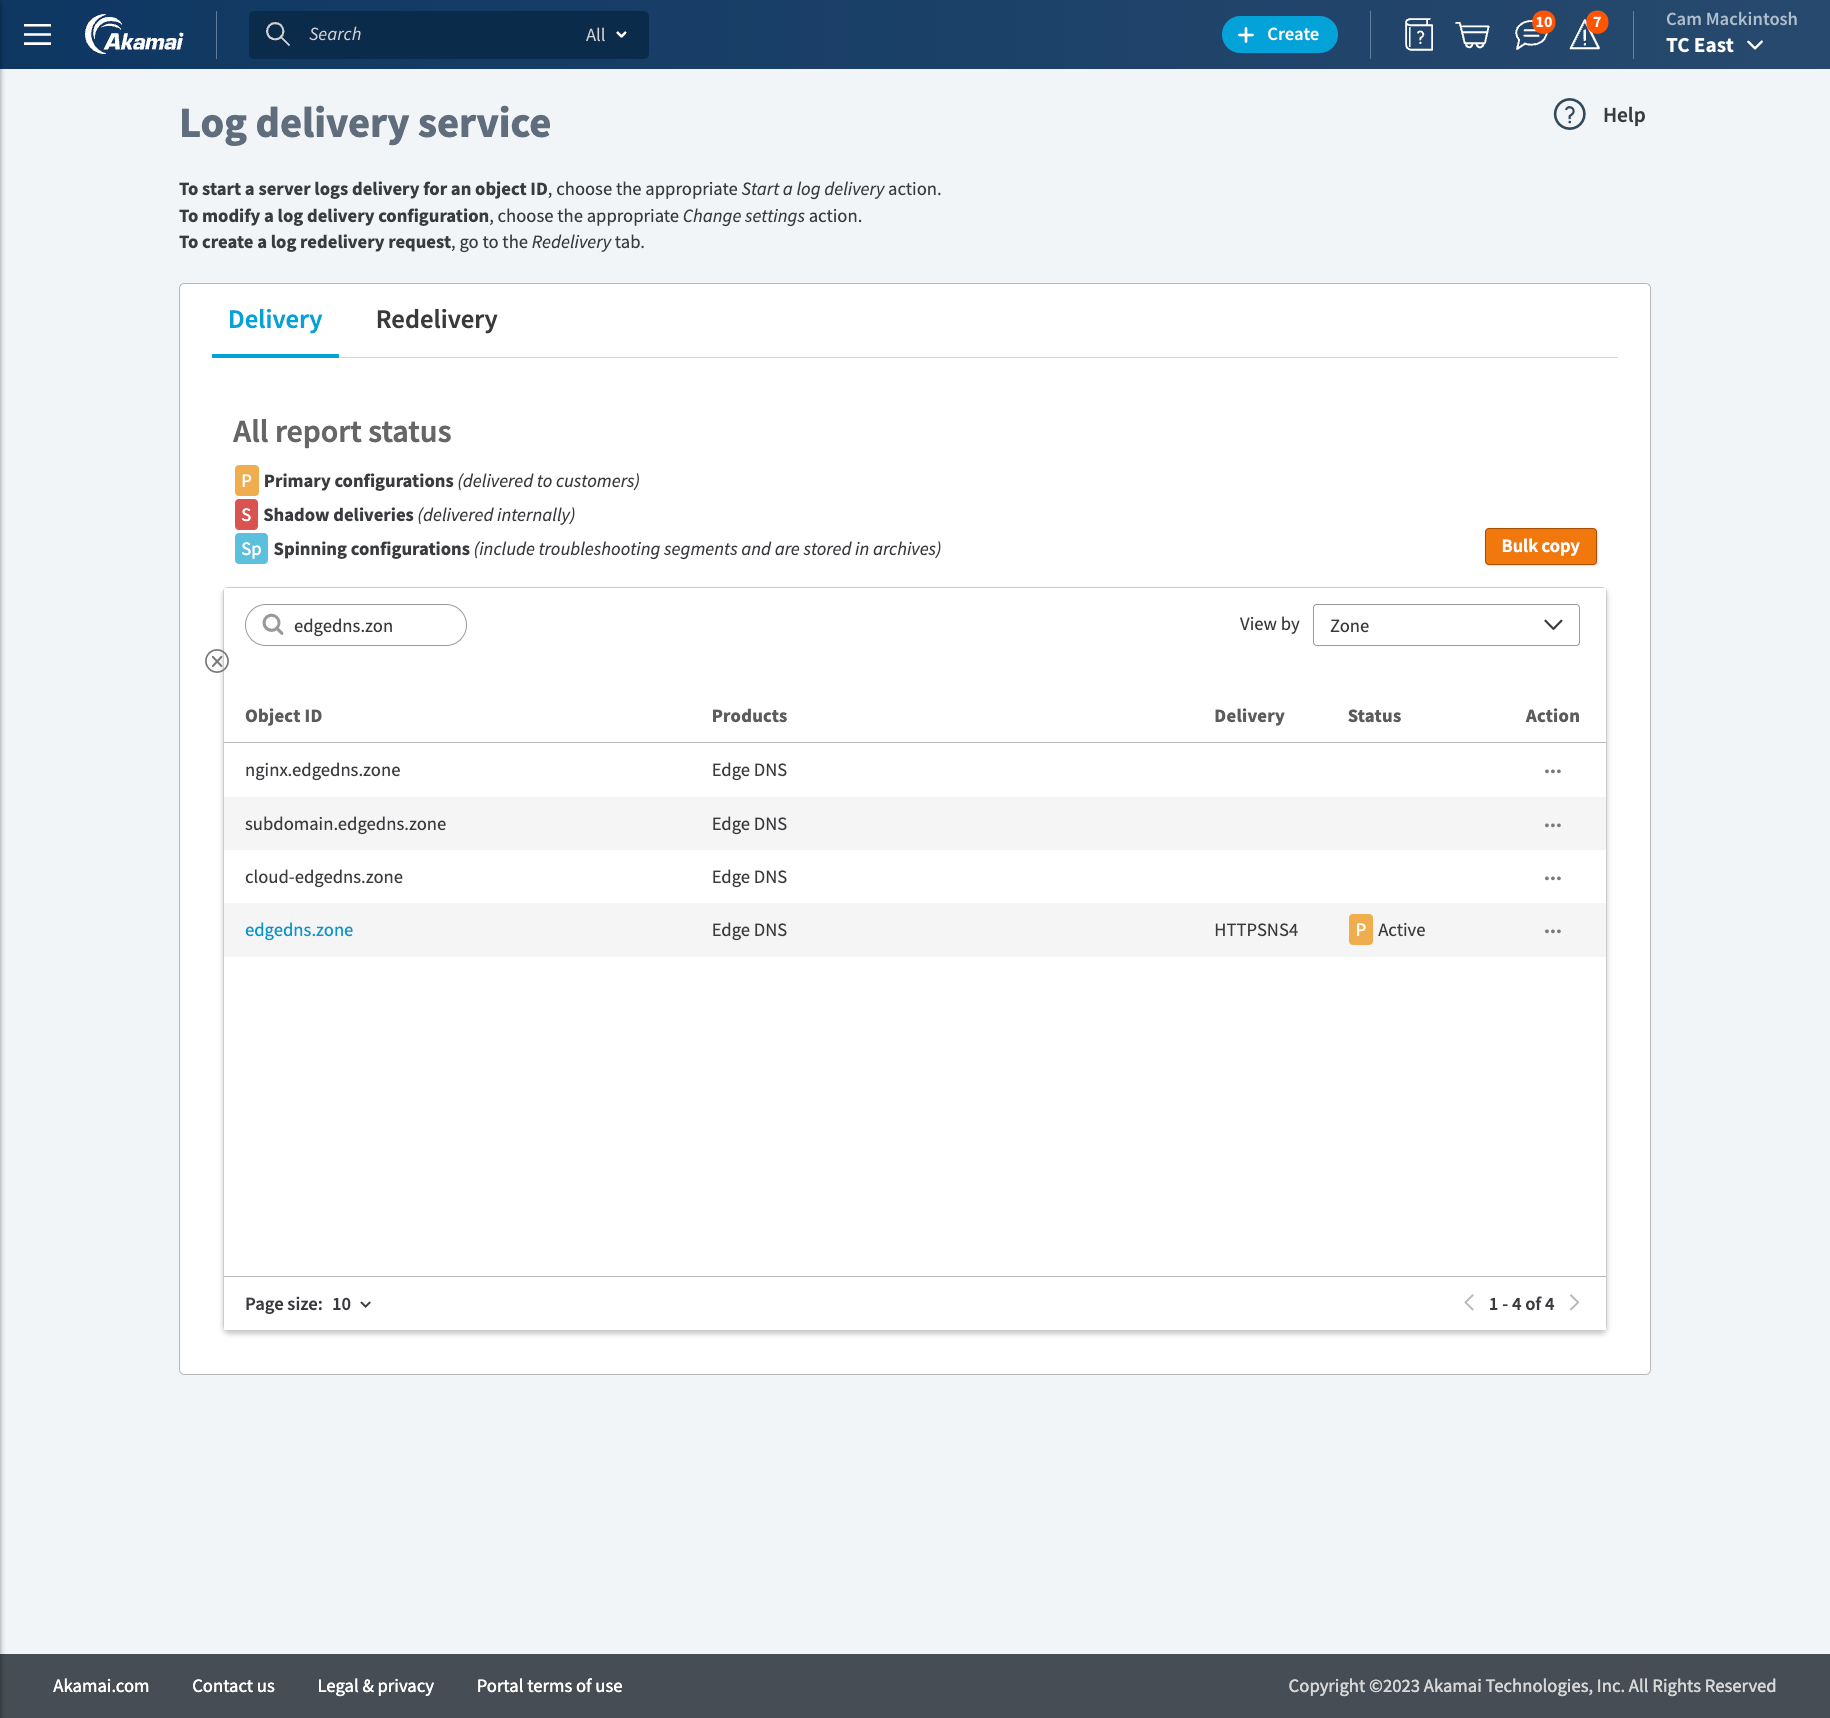 Akamai
Search
All
Create
10
7
Cam Mackintosh
TC East
Log delivery service
Help
To start a server logs delivery for an object ID, choose the appropriate Start a log delivery action.
To modify a log delivery configuration, choose the appropriate Change settings action.
To create a log redelivery request, go to the Redelivery tab.
Delivery Redelivery
All report status
P Primary configurations (delivered to customers)
S Shadow deliveries (delivered internally)
Sp Spinning configurations (include troubleshooting segments and are stored in archives)
Bulk copy
edgedns.zon
View by Zone
Object ID Products Delivery Status Action
nginx.edgedns.zone Edge DNS ...
subdomain.edgedns.zone Edge DNS ...
cloud-edgedns.zone Edge DNS ...
edgedns.zone Edge DNS HTTPSNS4 P Active ...
Page size: 10
1 - 4 of 4
Akamai.com Contact us Legal & privacy Portal terms of use
Copyright ©2023 Akamai Technologies, Inc. All Rights Reserved